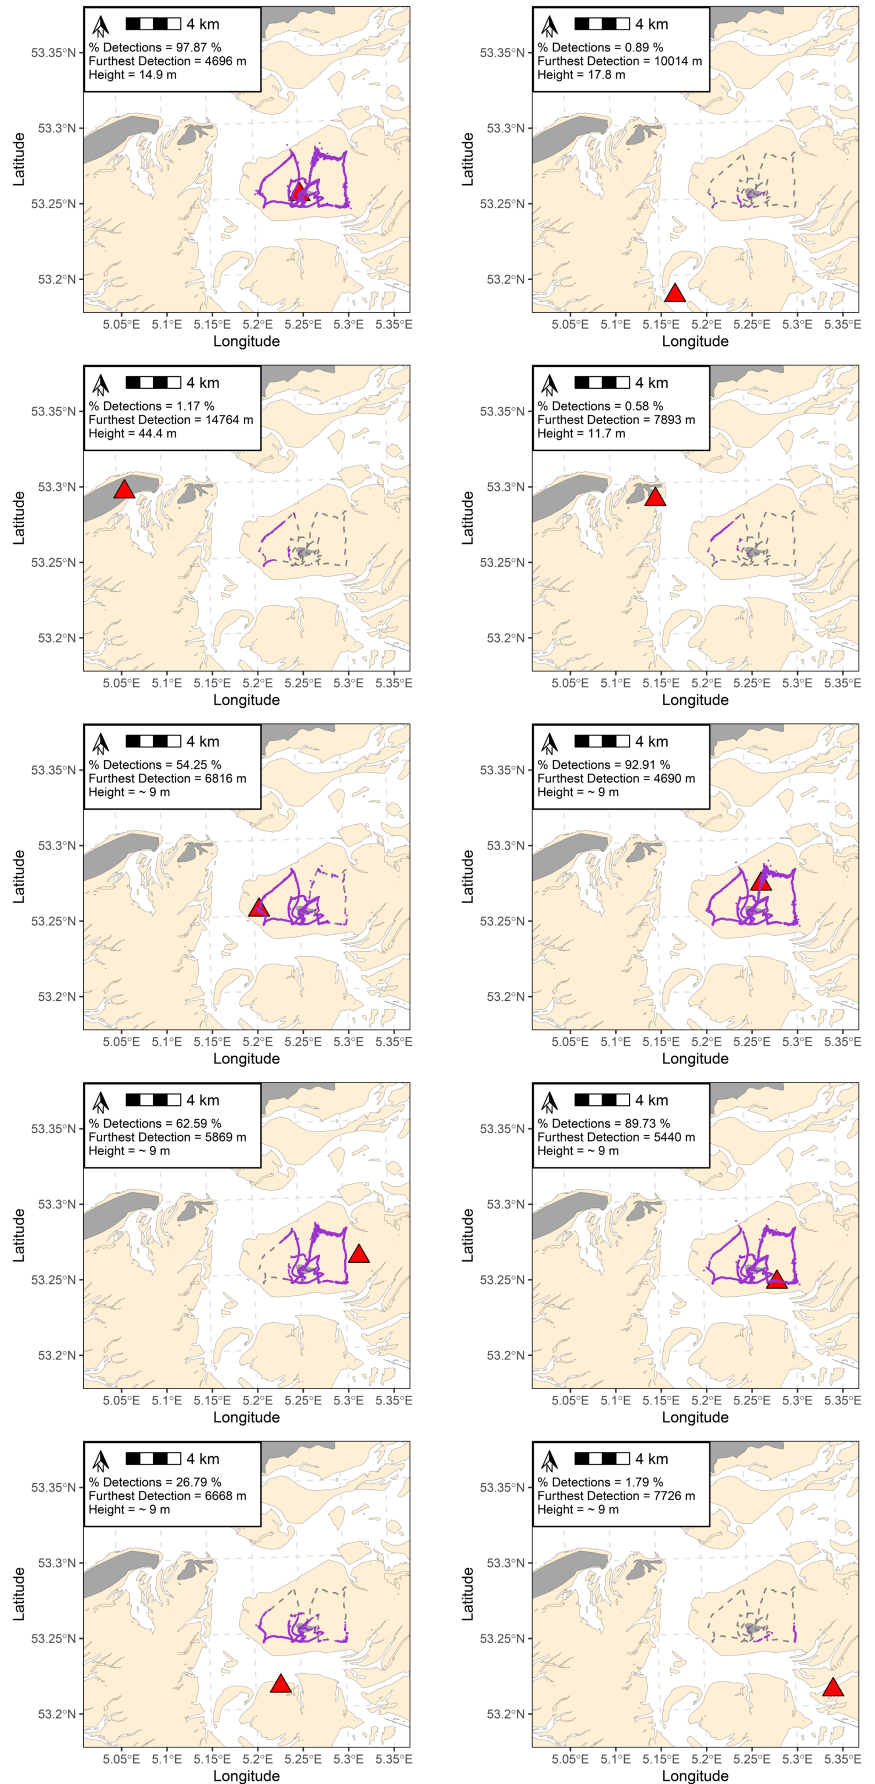 N 4 km
% Detections = 97.87 %
Furthest Detection = 4696 m
Height = 14.9 m
53.35°N
53.3°N
53.25°N
53.2°N
Latitude
5.05°E 5.1°E 5.15°E 5.2°E 5.25°E 5.3°E 5.35°E
Longitude
N 4 km
% Detections = 0.89 %
Furthest Detection = 10014 m
Height = 17.8 m
53.35°N
53.3°N
53.25°N
53.2°N
Latitude
5.05°E 5.1°E 5.15°E 5.2°E 5.25°E 5.3°E 5.35°E
Longitude
N 4 km
% Detections = 1.17 %
Furthest Detection = 14764 m
Height = 44.4 m
53.35°N
53.3°N
53.25°N
53.2°N
Latitude
5.05°E 5.1°E 5.15°E 5.2°E 5.25°E 5.3°E 5.35°E
Longitude
N 4 km
% Detections = 0.58 %
Furthest Detection = 7893 m
Height = 11.7 m
53.35°N
53.3°N
53.25°N
53.2°N
Latitude
5.05°E 5.1°E 5.15°E 5.2°E 5.25°E 5.3°E 5.35°E
Longitude
N 4 km
% Detections = 54.25 %
Furthest Detection = 6816 m
Height = ~ 9 m
53.35°N
53.3°N
53.25°N
53.2°N
Latitude
5.05°E 5.1°E 5.15°E 5.2°E 5.25°E 5.3°E 5.35°E
Longitude
N 4 km
% Detections = 92.91 %
Furthest Detection = 4690 m
Height = ~ 9 m
53.35°N
53.3°N
53.25°N
53.2°N
Latitude
5.05°E 5.1°E 5.15°E 5.2°E 5.25°E 5.3°E 5.35°E
Longitude
N 4 km
% Detections = 62.59 %
Furthest Detection = 5869 m
Height = ~ 9 m
53.35°N
53.3°N
53.25°N
53.2°N
Latitude
5.05°E 5.1°E 5.15°E 5.2°E 5.25°E 5.3°E 5.35°E
Longitude
N 4 km
% Detections = 89.73 %
Furthest Detection = 5440 m
Height = ~ 9 m
53.35°N
53.3°N
53.25°N
53.2°N
Latitude
5.05°E 5.1°E 5.15°E 5.2°E 5.25°E 5.3°E 5.35°E
Longitude
N 4 km
% Detections = 26.79 %
Furthest Detection = 6668 m
Height = ~ 9 m
53.35°N
53.3°N
53.25°N
53.2°N
Latitude
5.05°E 5.1°E 5.15°E 5.2°E 5.25°E 5.3°E 5.35°E
Longitude
N 4 km
% Detections = 1.79 %
Furthest Detection = 7726 m
Height = ~ 9 m
53.35°N
53.3°N
53.25°N
53.2°N
Latitude
5.05°E 5.1°E 5.15°E 5.2°E 5.25°E 5.3°E 5.35°E
Longitude